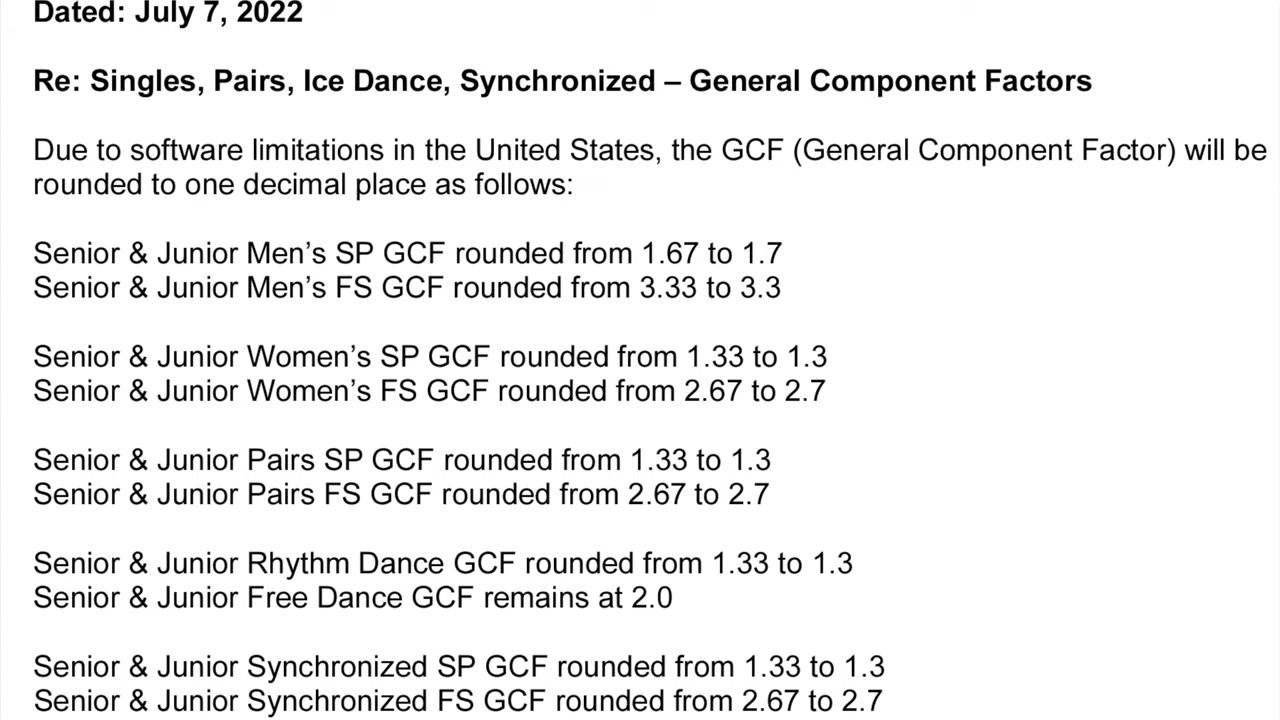 Dated: July 7, 2022
Re: Singles, Pairs, Ice Dance, Synchronized – General Component Factors
Due to software limitations in the United States, the GCF (General Component Factor) will be
rounded to one decimal place as follows:
Senior & Junior Men’s SP GCF rounded from 1.67 to 1.7
Senior & Junior Men’s FS GCF rounded from 3.33 to 3.3
Senior & Junior Women’s SP GCF rounded from 1.33 to 1.3
Senior & Junior Women’s FS GCF rounded from 2.67 to 2.7
Senior & Junior Pairs SP GCF rounded from 1.33 to 1.3
Senior & Junior Pairs FS GCF rounded from 2.67 to 2.7
Senior & Junior Rhythm Dance GCF rounded from 1.33 to 1.3
Senior & Junior Free Dance GCF remains at 2.0
Senior & Junior Synchronized SP GCF rounded from 1.33 to 1.3
Senior & Junior Synchronized FS GCF rounded from 2.67 to 2.7